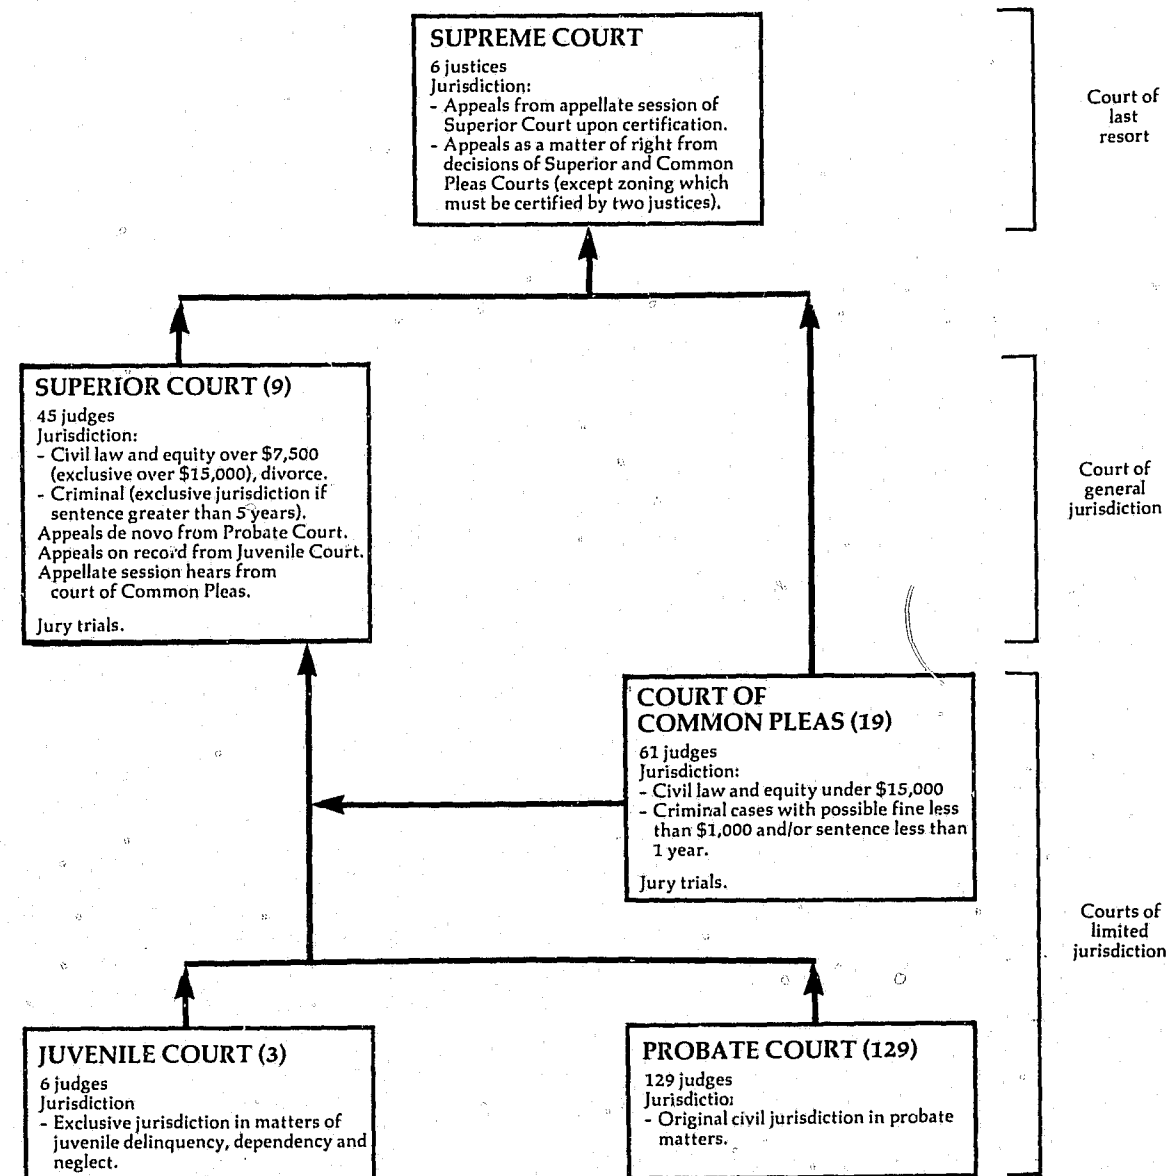 SUPREME COURT
6 justices
Jurisdiction:
- Appeals from appellate session of
Superior Court upon certification.
- Appeals as a matter of right from
decisions of Superior and Common
Pleas Courts (except zoning which
must be certified by two justices).
Court of
last
resort
SUPERIOR COURT (9)
45 judges
Jurisdiction:
- Civil law and equity over $7,500
(exclusive over $15,000), divorce.
- Criminal (exclusive jurisdiction if
sentence greater than 5 years).
Appeals de novo from Probate Court.
Appeals on record from Juvenile Court.
Appellate session hears from
court of Common Pleas.
Jury trials.
Court of
general
jurisdiction
COURT OF
COMMON PLEAS (19)
61 judges
Jurisdiction:
- Civil law and equity under $15,000
- Criminal cases with possible fine less
than $1,000 and/or sentence less than
1 year.
Jury trials.
Courts of
limited
jurisdiction
JUVENILE COURT (3)
6 judges
Jurisdiction
- Exclusive jurisdiction in matters of
juvenile delinquency, dependency and
neglect.
PROBATE COURT (129)
129 judges
Jurisdiction
- Original civil jurisdiction in probate
matters.